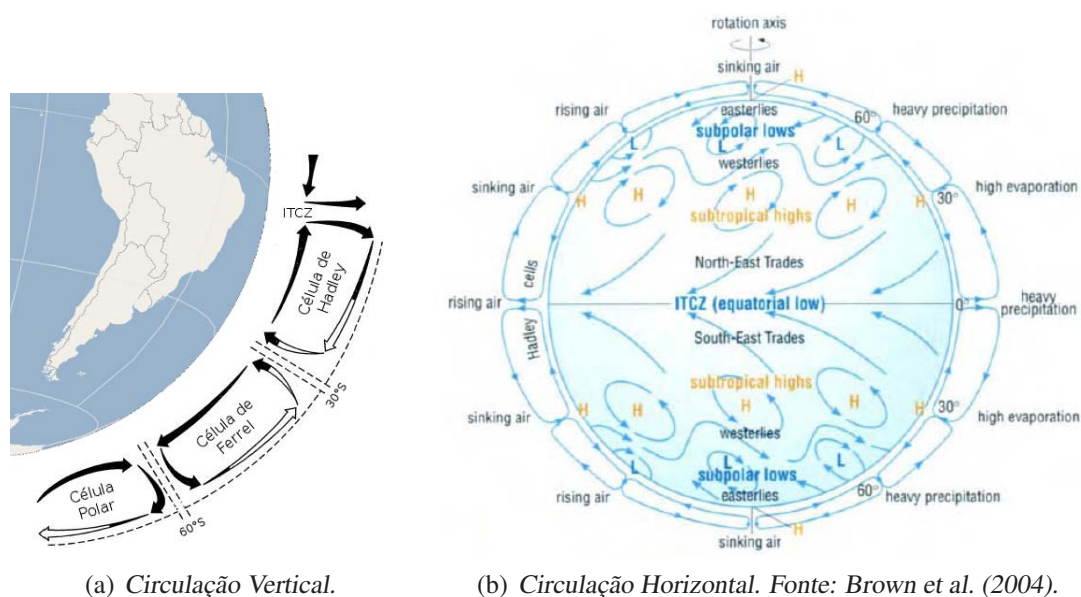 ITCZ
Célula de
Hadley
30°S
Célula de
Ferrel
60°S
Célula
Polar
(a) Circulação Vertical.
rotation axis
sinking air
H
rising air
easterlies
60°
heavy precipitation
subpolar lows
L
L
L
westerlies
sinking air
H
H
H
H
H
30°
high evaporation
subtropical highs
North-East Trades
cells
rising air
ITCZ (equatorial low)
0°
heavy
precipitation
Hadley
South-East Trades
subtropical highs
H
H
H
H
H
30°
sinking air
high evaporation
westerlies
L
L
L
subpolar lows
60°
rising air
easterlies
heavy precipitation
H
sinking air
(b) Circulação Horizontal. Fonte: Brown et al. (2004).